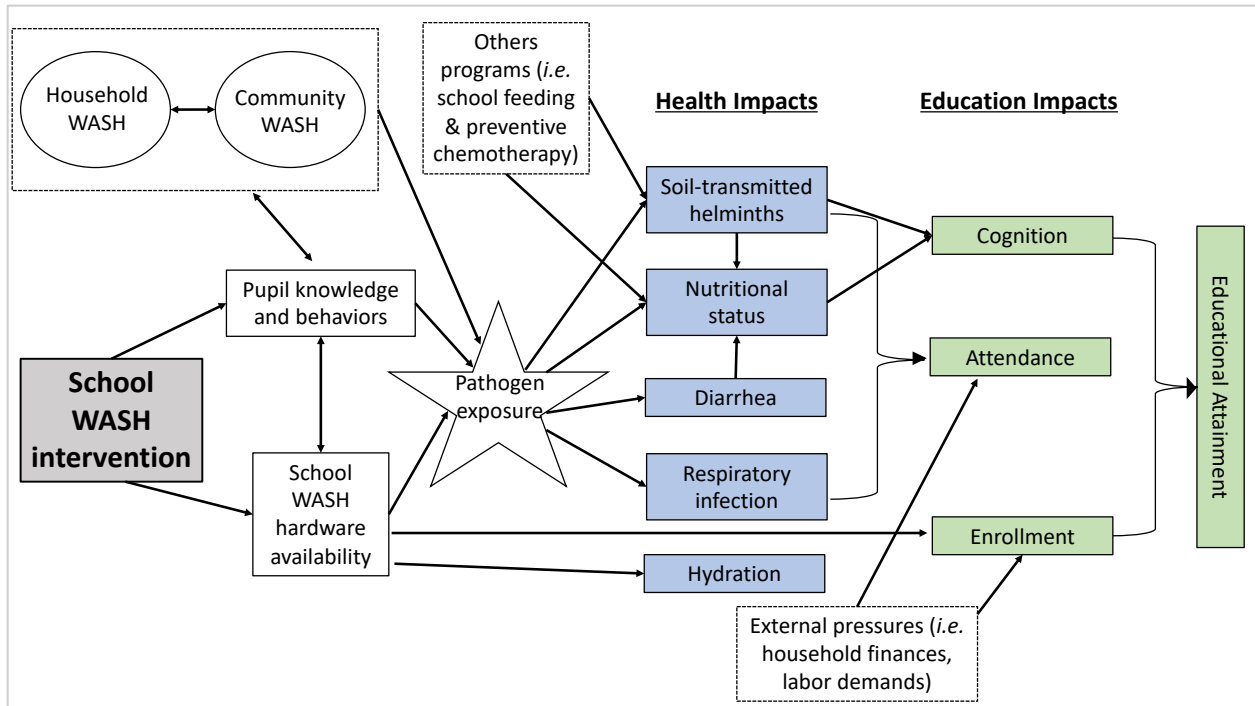 Household
WASH
Community
WASH
Others
programs (i.e.
school feeding
& preventive
chemotherapy)
Health Impacts
Education Impacts
Soil-transmitted
helminths
Cognition
Pupil knowledge
and behaviors
Nutritional
status
School
WASH
intervention
Pathogen
exposure
Diarrhea
Attendance
Educational Attainment
School
WASH
hardware
availability
Respiratory
infection
Enrollment
Hydration
External pressures (i.e.
household finances,
labor demands)